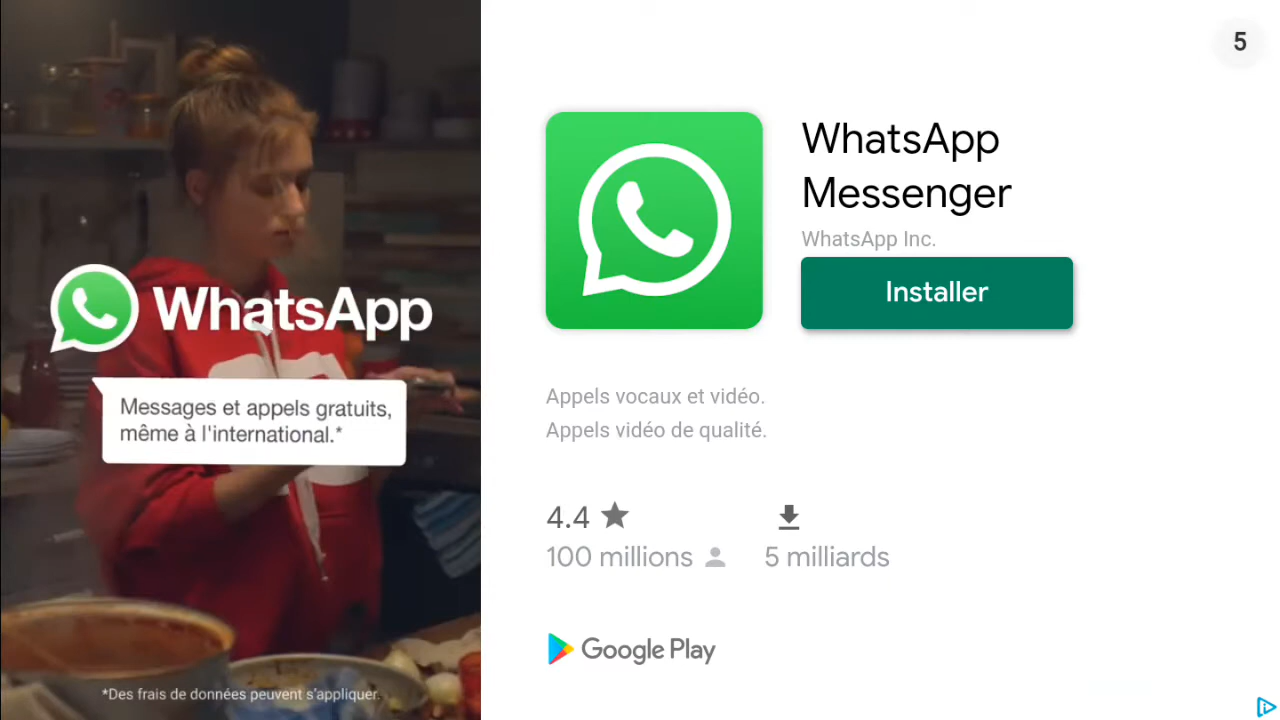 WhatsApp
Messages et appels gratuits,
même à l'international.*
*Des frais de données peuvent s'appliquer.
5
WhatsApp
Messenger
WhatsApp Inc.
Installer
Appels vocaux et vidéo.
Appels vidéo de qualité.
4.4
100 millions
5 milliards
Google Play